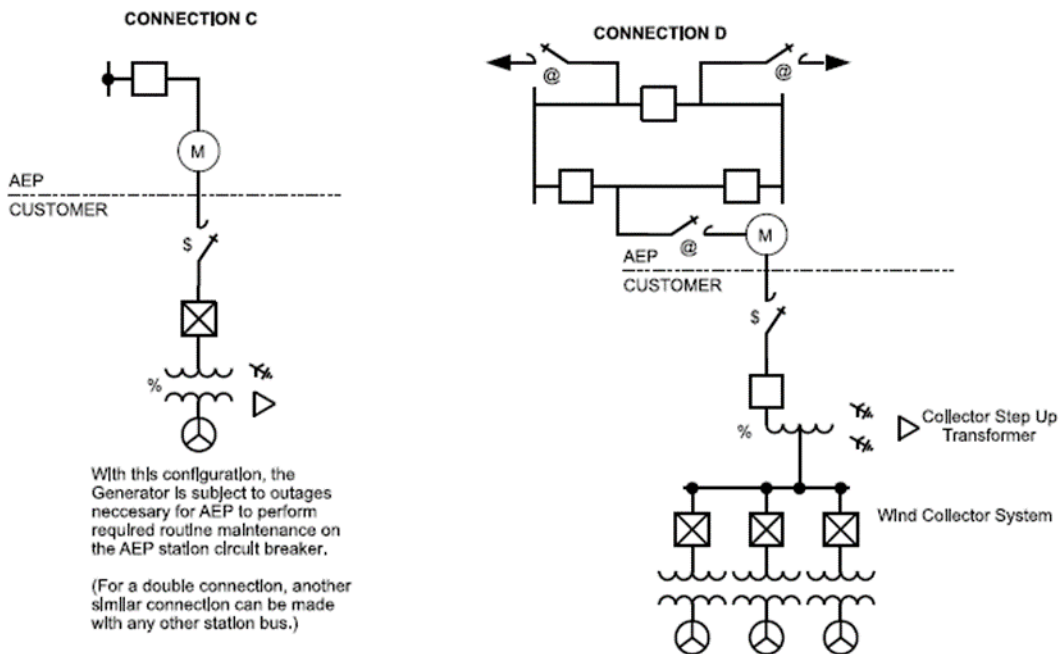 CONNECTION C
M
AEP
CUSTOMER
$
%
With this configuration, the
Generator is subject to outages
neccesary for AEP to perform
required routine maintenance on
the AEP station circuit breaker.
(For a double connection, another
similar connection can be made
with any other station bus.)
CONNECTION D
@
@
@
M
AEP
CUSTOMER
$
%
Collector Step Up
Transformer
Wind Collector System